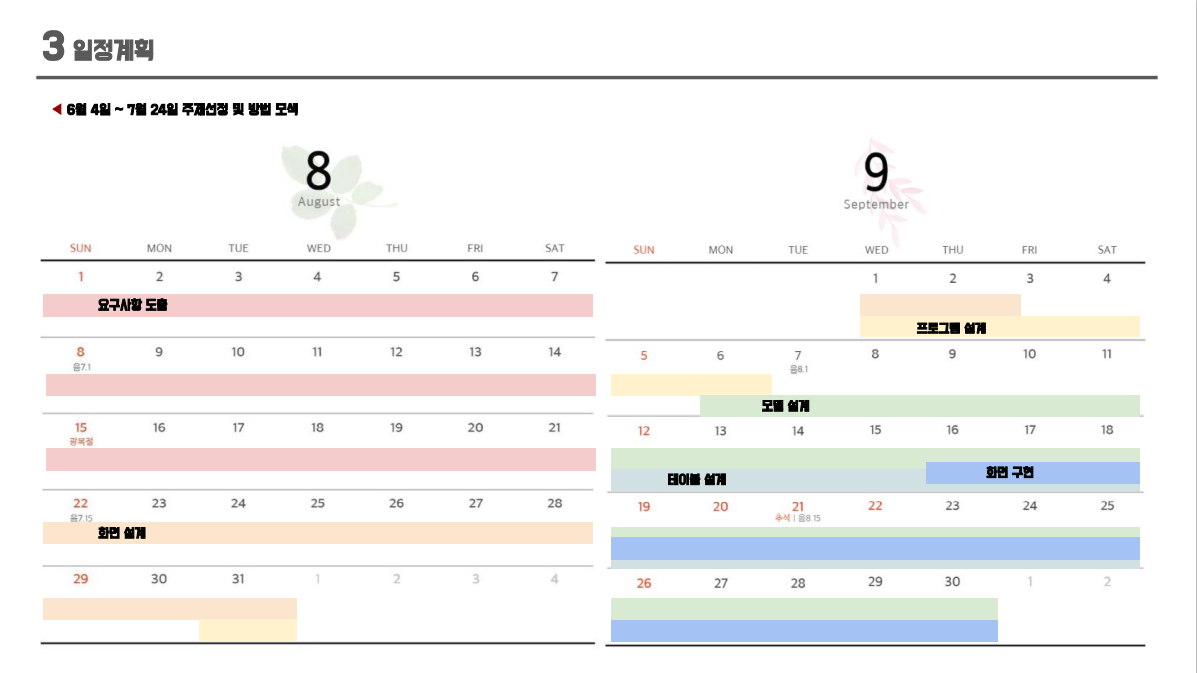 3 일정계획
◀ 6월 4일 ~ 7월 24일 주제선정 및 방법 모색
8
August
SUN MON TUE WED THU FRI SAT
1 2 3 4 5 6 7
요구사항 도출
8 9 10 11 12 13 14
음7.1
15 16 17 18 19 20 21
광복절
22 23 24 25 26 27 28
음7.15
화면 설계
29 30 31 1 2 3 4
9
September
SUN MON TUE WED THU FRI SAT
1 2 3 4
프로그램 설계
5 6 7 8 9 10 11
음8.1
모델 설계
12 13 14 15 16 17 18
화면 구현
테이블 설계
19 20 21 22 23 24 25
추석 | 음8.15
26 27 28 29 30 1 2